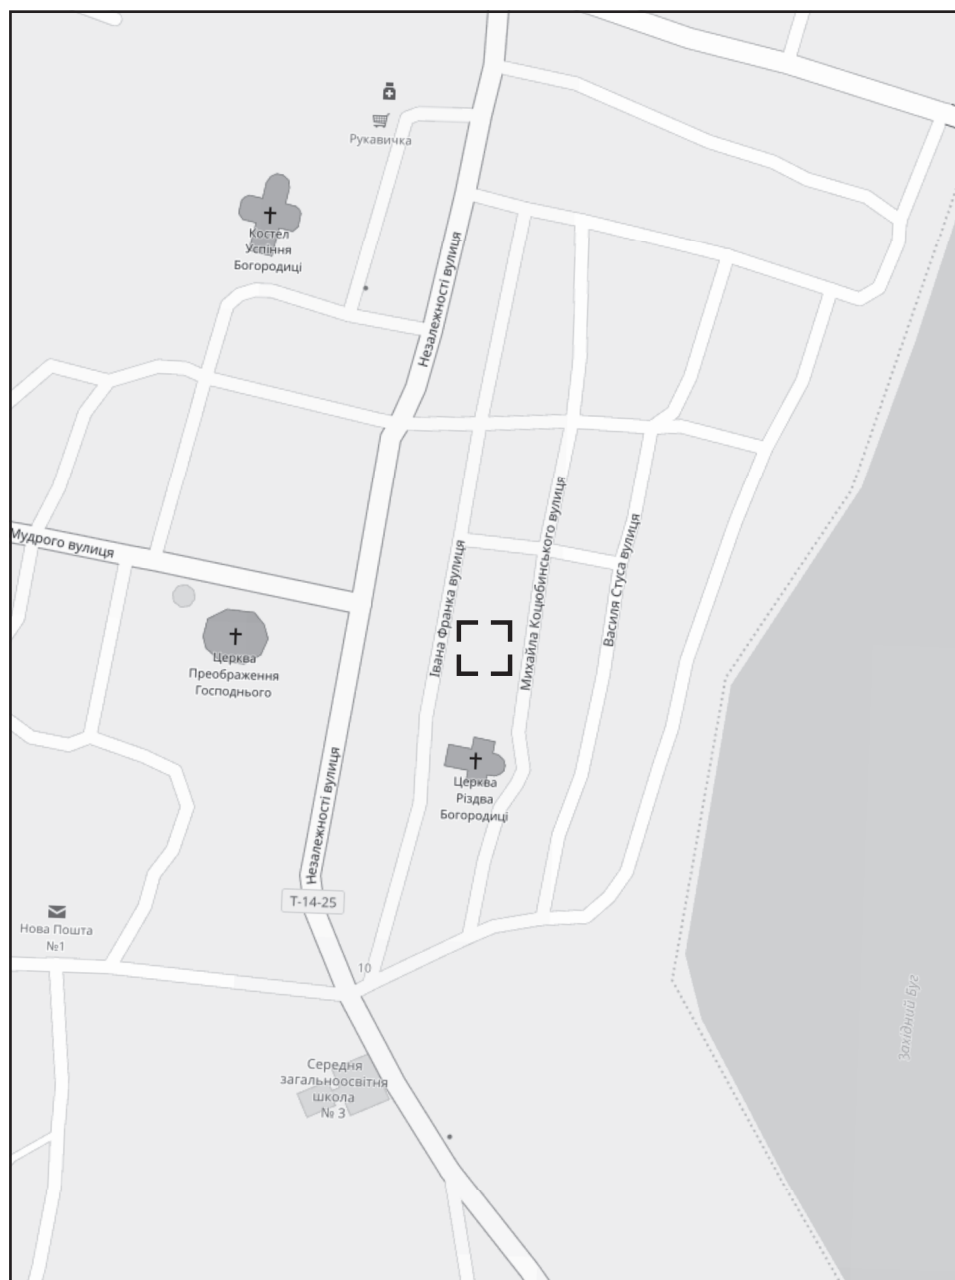 Рукавичка
Костел
Успіння
Богородиці
Незалежності вулиця
Мудрого вулиця
Івана Франка вулиця
Михайла Коцюбинського вулиця
Василя Стуса вулиця
Церква
Преображення
Господнього
Незалежності вулиця
Церква
Різдва
Богородиці
Т-14-25
Нова Пошта
№1
10
Західний Буг
Середня
загальноосвітня
школа
№ 3